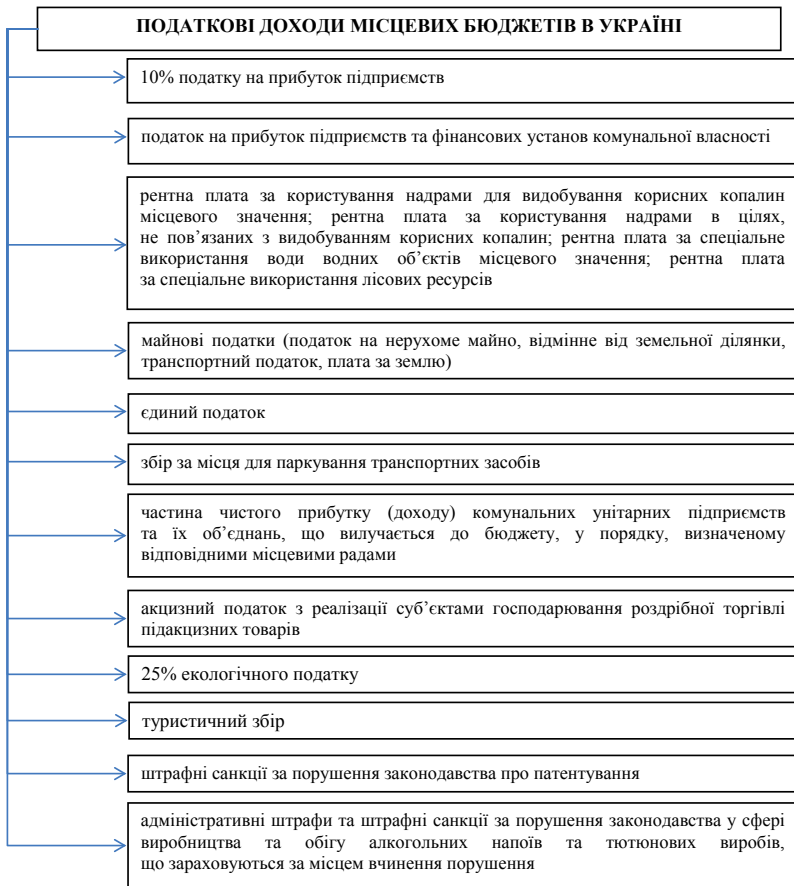 ПОДАТКОВІ ДОХОДИ МІСЦЕВИХ БЮДЖЕТІВ В УКРАЇНІ
10% податку на прибуток підприємств
податок на прибуток підприємств та фінансових установ комунальної власності
рентна плата за користування надрами для видобування корисних копалин
місцевого значення; рентна плата за користування надрами в цілях,
не пов’язаних з видобуванням корисних копалин; рентна плата за спеціальне
використання води водних об’єктів місцевого значення; рентна плата
за спеціальне використання лісових ресурсів
майнові податки (податок на нерухоме майно, відмінне від земельної ділянки,
транспортний податок, плата за землю)
єдиний податок
збір за місця для паркування транспортних засобів
частина чистого прибутку (доходу) комунальних унітарних підприємств
та їх об’єднань, що вилучається до бюджету, у порядку, визначеному
відповідними місцевими радами
акцизний податок з реалізації суб’єктами господарювання роздрібної торгівлі
підакцизних товарів
25% екологічного податку
туристичний збір
штрафні санкції за порушення законодавства про патентування
адміністративні штрафи та штрафні санкції за порушення законодавства у сфері
виробництва та обігу алкогольних напоїв та тютюнових виробів,
що зараховуються за місцем вчинення порушення